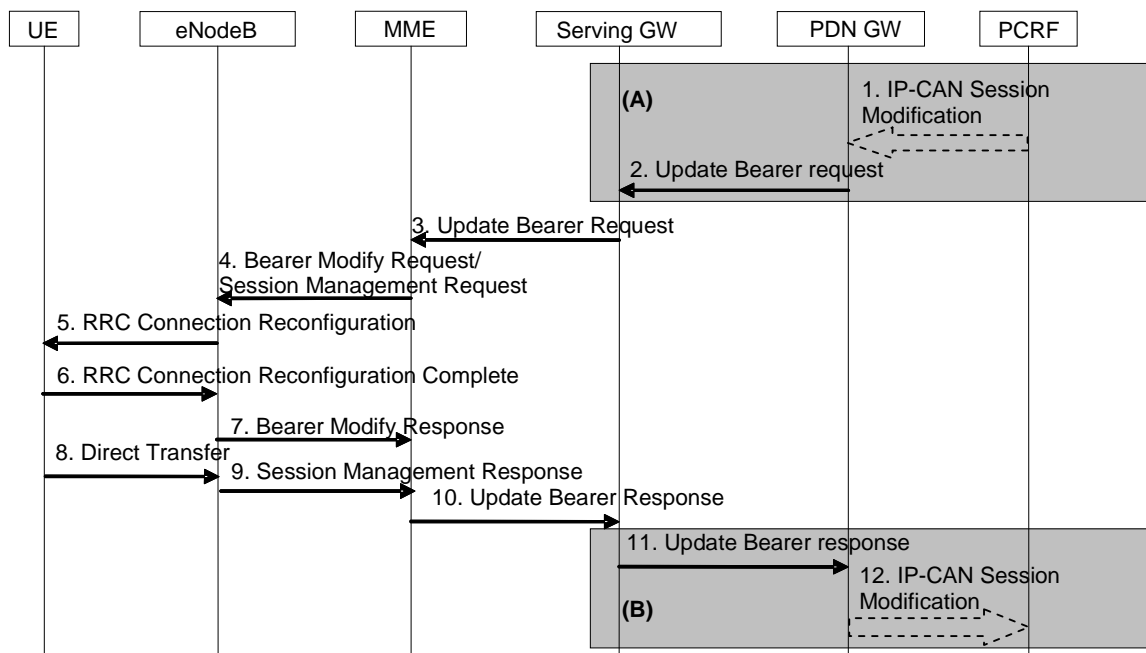 UE eNodeB MME Serving GW PDN GW PCRF
(A)
1. IP-CAN Session
Modification
2. Update Bearer request
3. Update Bearer Request
4. Bearer Modify Request/
Session Management Request
5. RRC Connection Reconfiguration
6. RRC Connection Reconfiguration Complete
7. Bearer Modify Response
8. Direct Transfer
9. Session Management Response
10. Update Bearer Response
11. Update Bearer response
12. IP-CAN Session
Modification
(B)